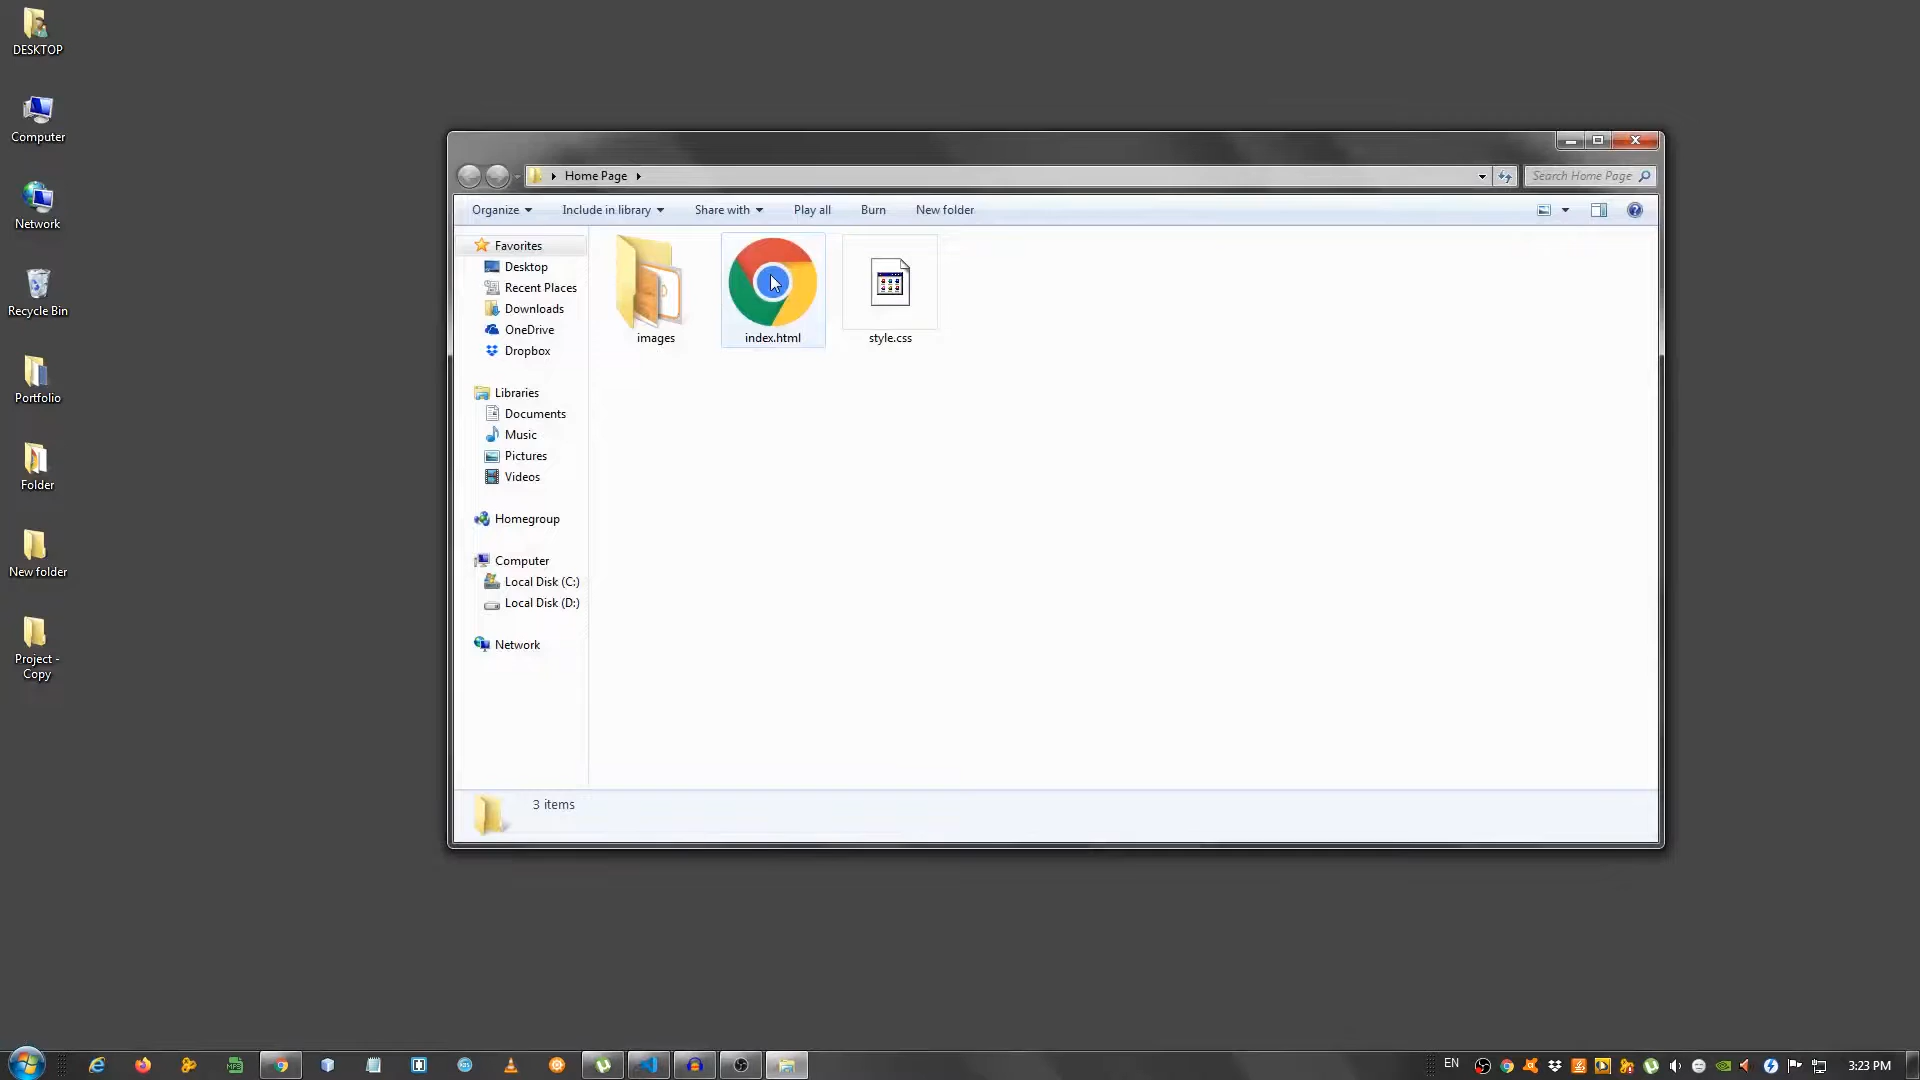 DESKTOP
Computer
Network
Recycle Bin
Portfolio
Folder
New folder
Project -
Copy
Home Page
Search Home Page
Organize
Include in library
Share with
Play all
Burn
New folder
Favorites
Desktop
Recent Places
Downloads
OneDrive
Dropbox
Libraries
Documents
Music
Pictures
Videos
Homegroup
Computer
Local Disk (C:)
Local Disk (D:)
Network
images
index.html
style.css
3 items
EN
3:23 PM